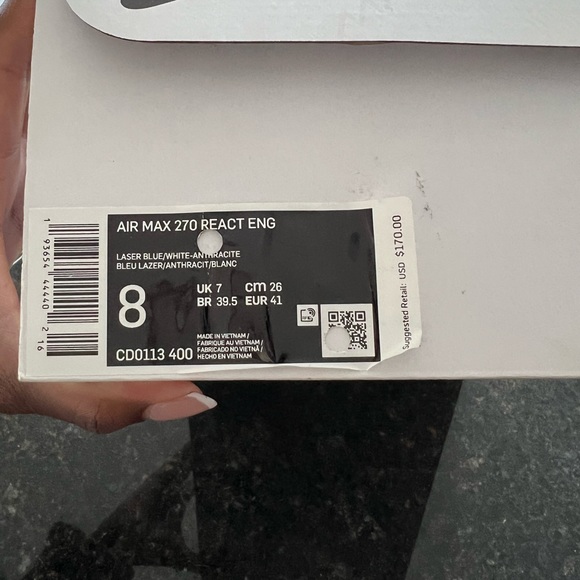 AIR MAX 270 REACT ENG
LASER BLUE/WHITE-ANTHRACITE
BLEU LAZER/ANTHRACIT/BLANC
8
UK 7 cm 26
BR 39.5 EUR 41
CD0113 400
MADE IN VIETNAM /
FABRIQUE AU VIETNAM /
FABRICADO NO VIETNÃ /
HECHO EN VIETNAM
1 93654 44440 2 16
Suggested Retail: USD $170.00